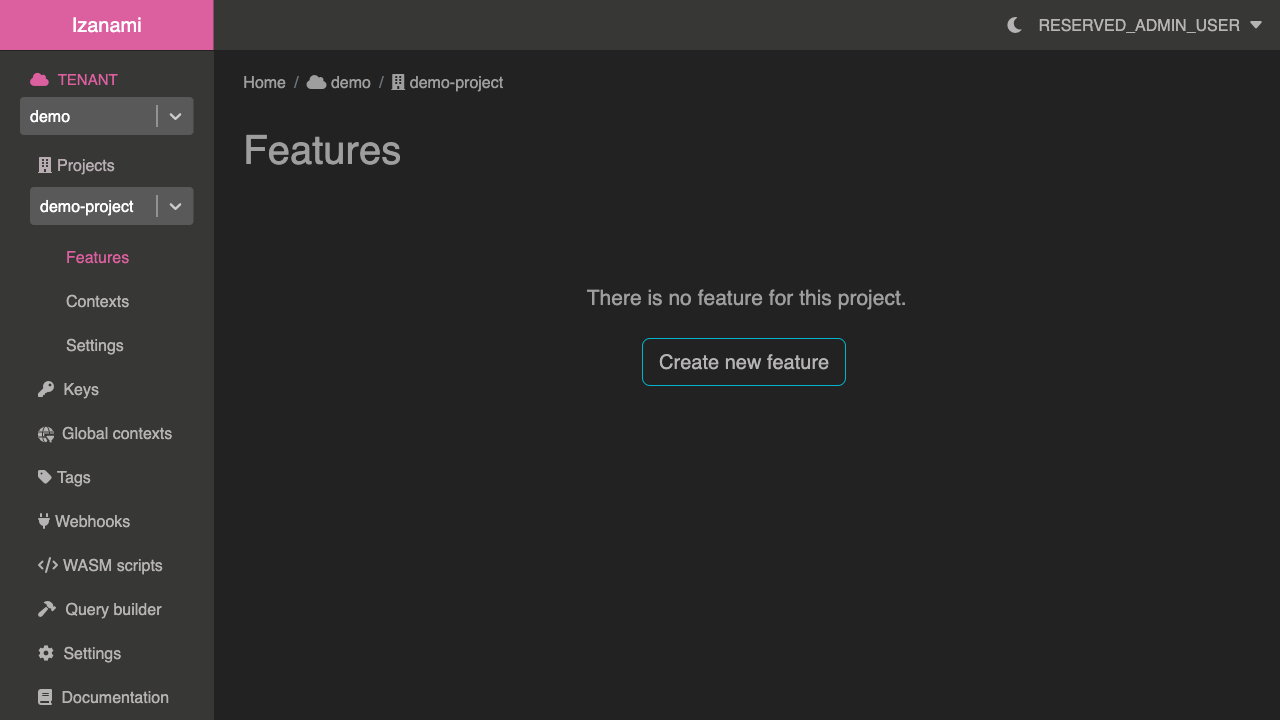 Izanami
RESERVED_ADMIN_USER
TENANT
demo
Projects
demo-project
Features
Contexts
Settings
Keys
Global contexts
Tags
Webhooks
WASM scripts
Query builder
Settings
Documentation
Home / demo / demo-project
Features
There is no feature for this project.
Create new feature